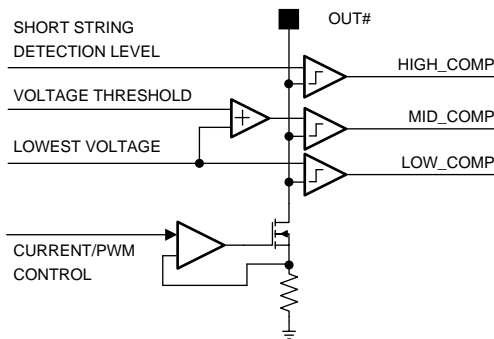 OUT#
SHORT STRING
DETECTION LEVEL
HIGH_COMP
VOLTAGE THRESHOLD
MID_COMP
LOWEST VOLTAGE
LOW_COMP
CURRENT/PWM
CONTROL